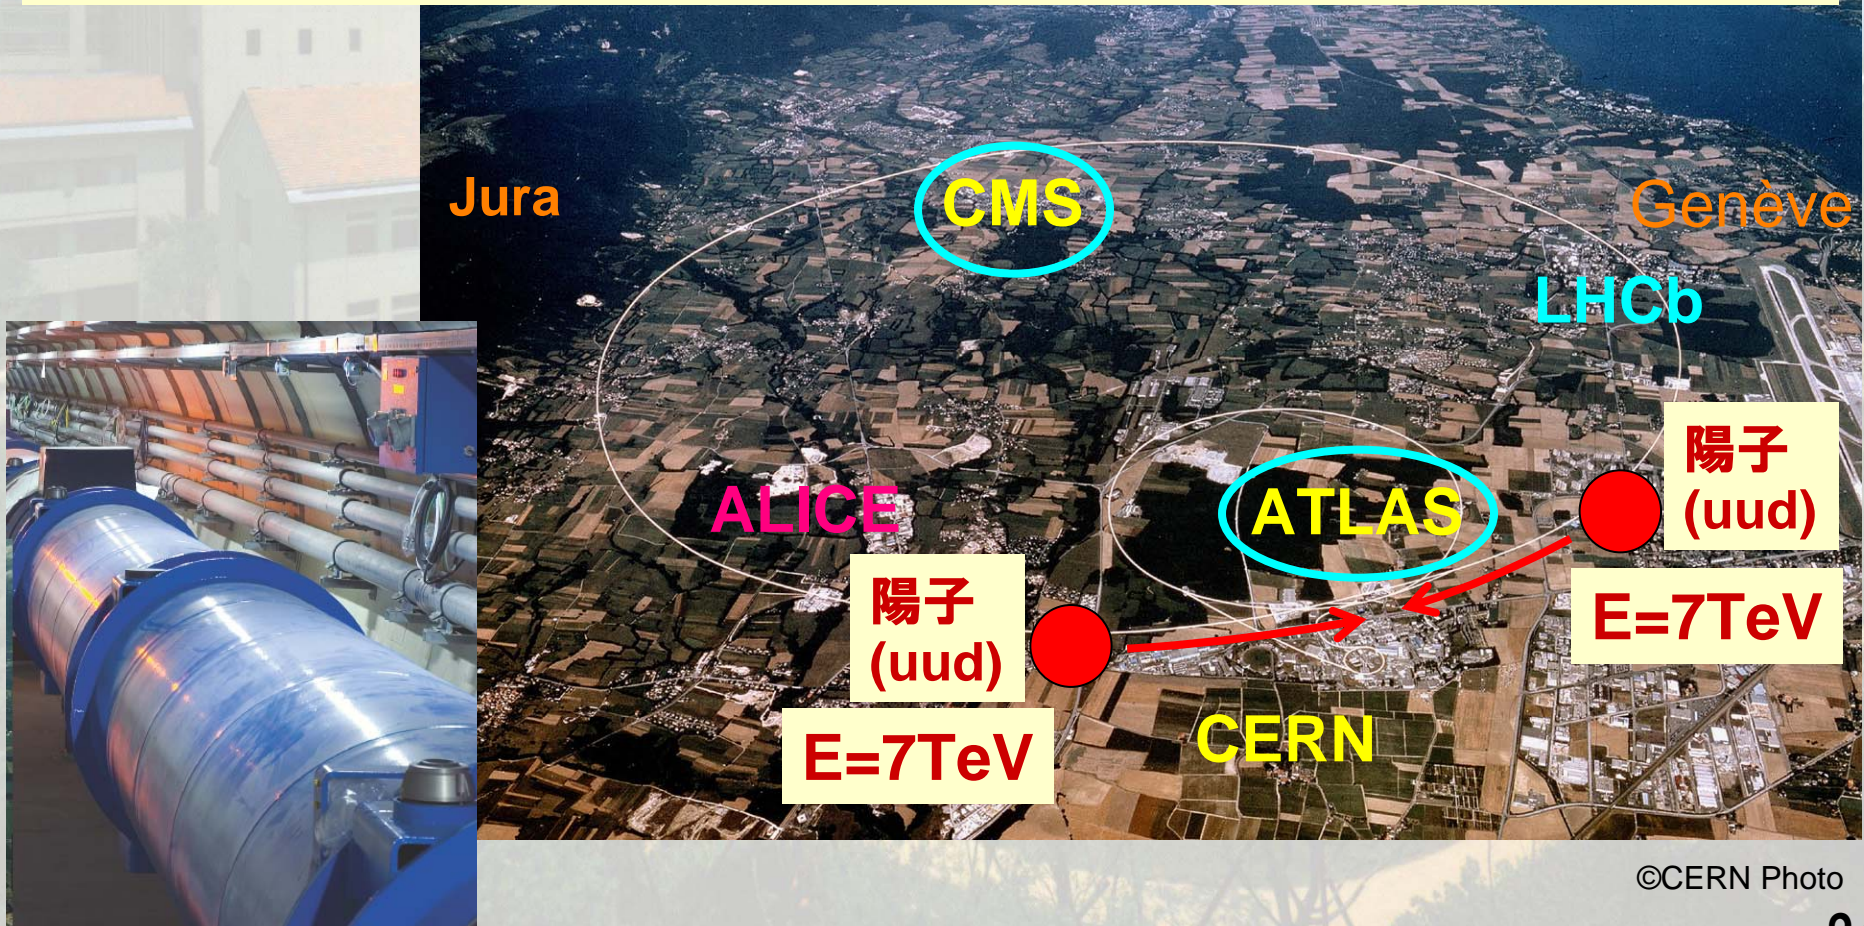 Jura
CMS
Genève
LHCb
陽子
(uud)
ALICE
ATLAS
陽子
(uud)
E=7TeV
E=7TeV
CERN
©CERN Photo